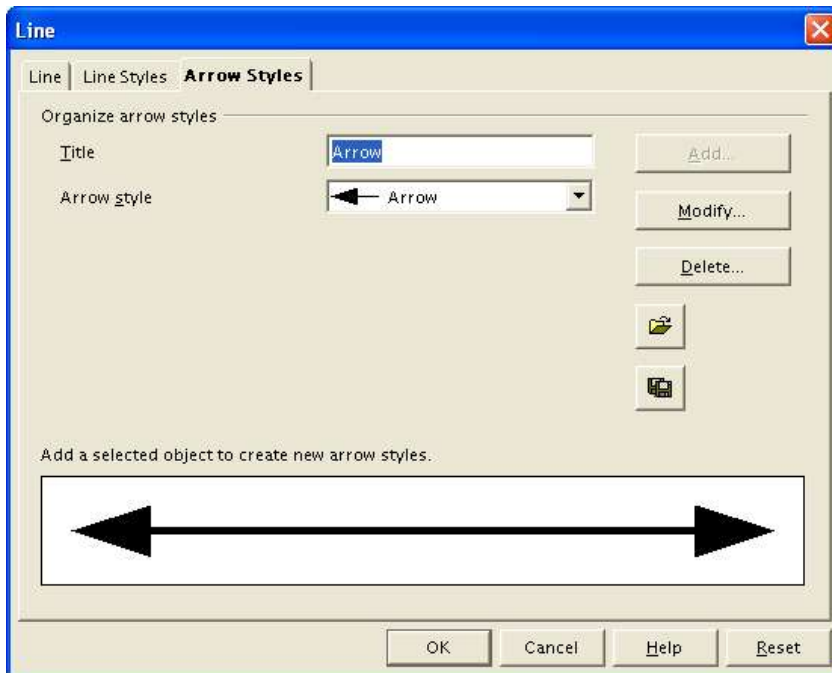 Line
Line Line Styles Arrow Styles
Organize arrow styles
Title Arrow Add...
Arrow style Arrow
Modify...
Delete...
Add a selected object to create new arrow styles.
OK Cancel Help Reset